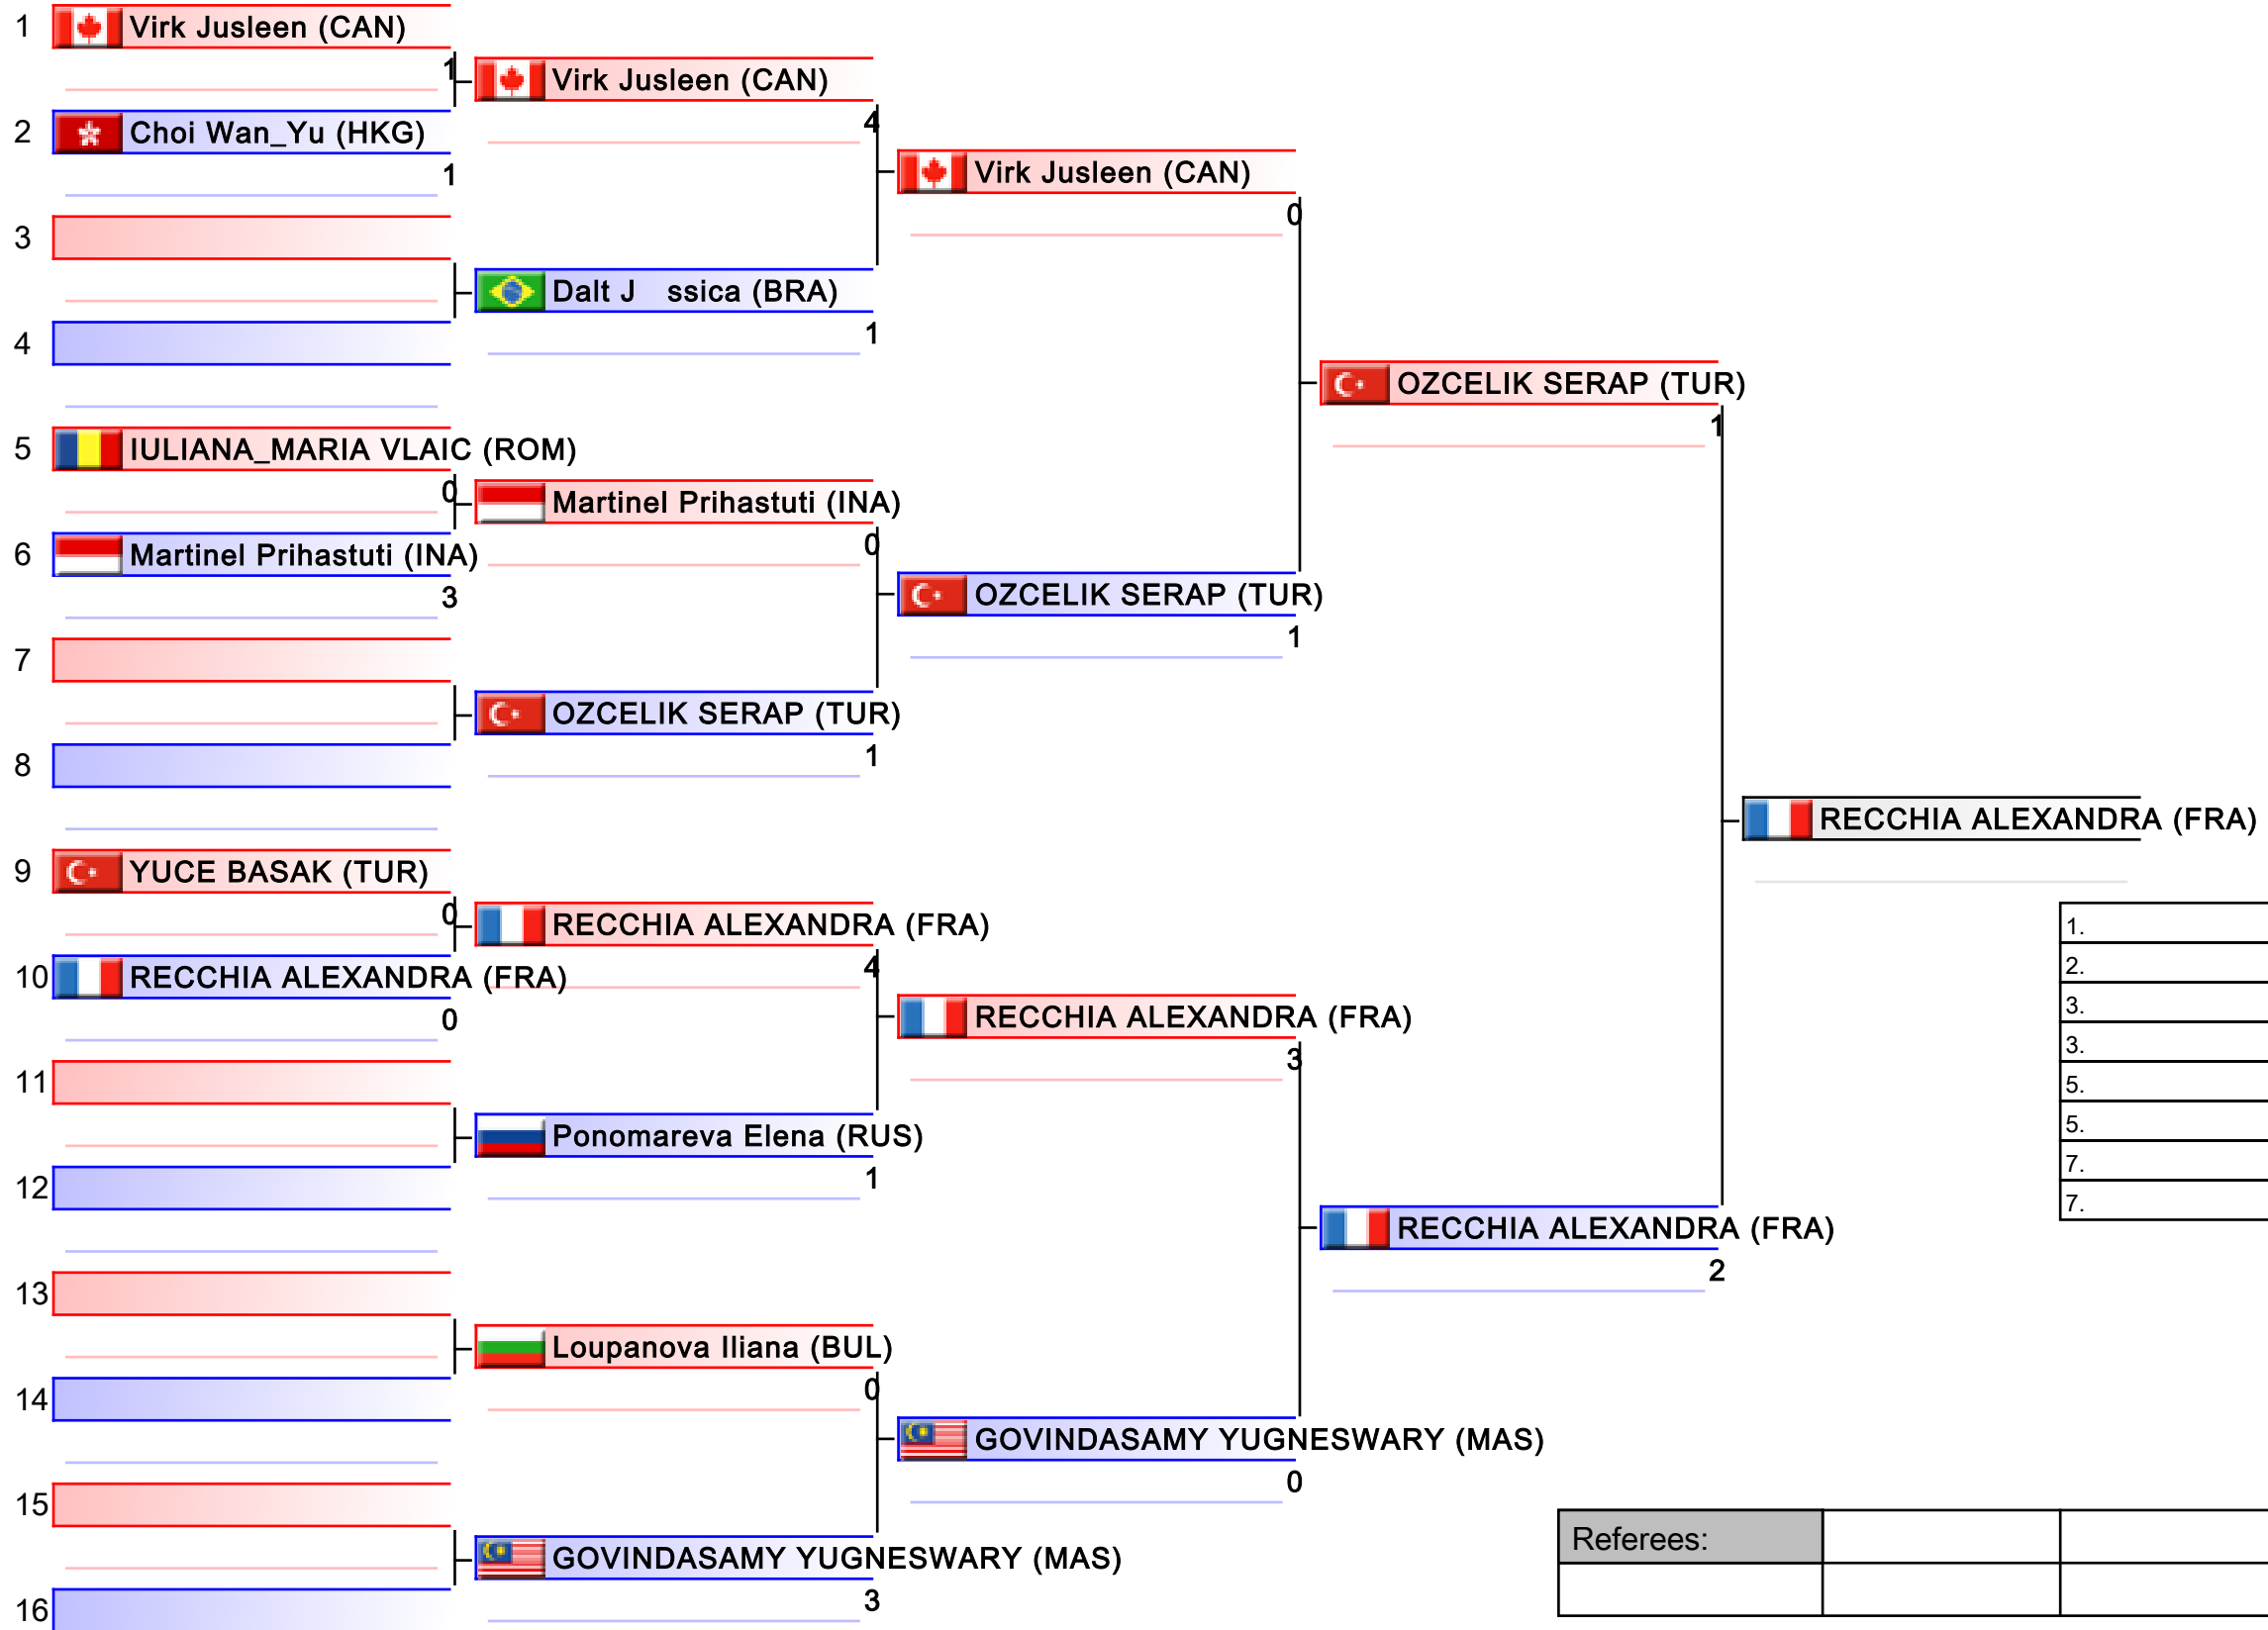 1 Virk Jusleen (CAN)
1
2 Choi Wan_Yu (HKG)
1
3
4
5 IULIANA_MARIA VLAIC (ROM)
0
6 Martinel Prihastuti (INA)
3
7
8
9 YUCE BASAK (TUR)
0
10 RECCHIA ALEXANDRA (FRA)
0
11
12
13
14
15
16
Virk Jusleen (CAN)
4
Dalt J ssica (BRA)
1
Martinel Prihastuti (INA)
0
OZCELIK SERAP (TUR)
1
RECCHIA ALEXANDRA (FRA)
4
Ponomareva Elena (RUS)
1
Loupanova Iliana (BUL)
0
GOVINDASAMY YUGNESWARY (MAS)
3
Virk Jusleen (CAN)
0
OZCELIK SERAP (TUR)
1
RECCHIA ALEXANDRA (FRA)
3
GOVINDASAMY YUGNESWARY (MAS)
0
OZCELIK SERAP (TUR)
1
RECCHIA ALEXANDRA (FRA)
2
RECCHIA ALEXANDRA (FRA)
1.
2.
3.
3.
5.
5.
7.
7.
Referees: